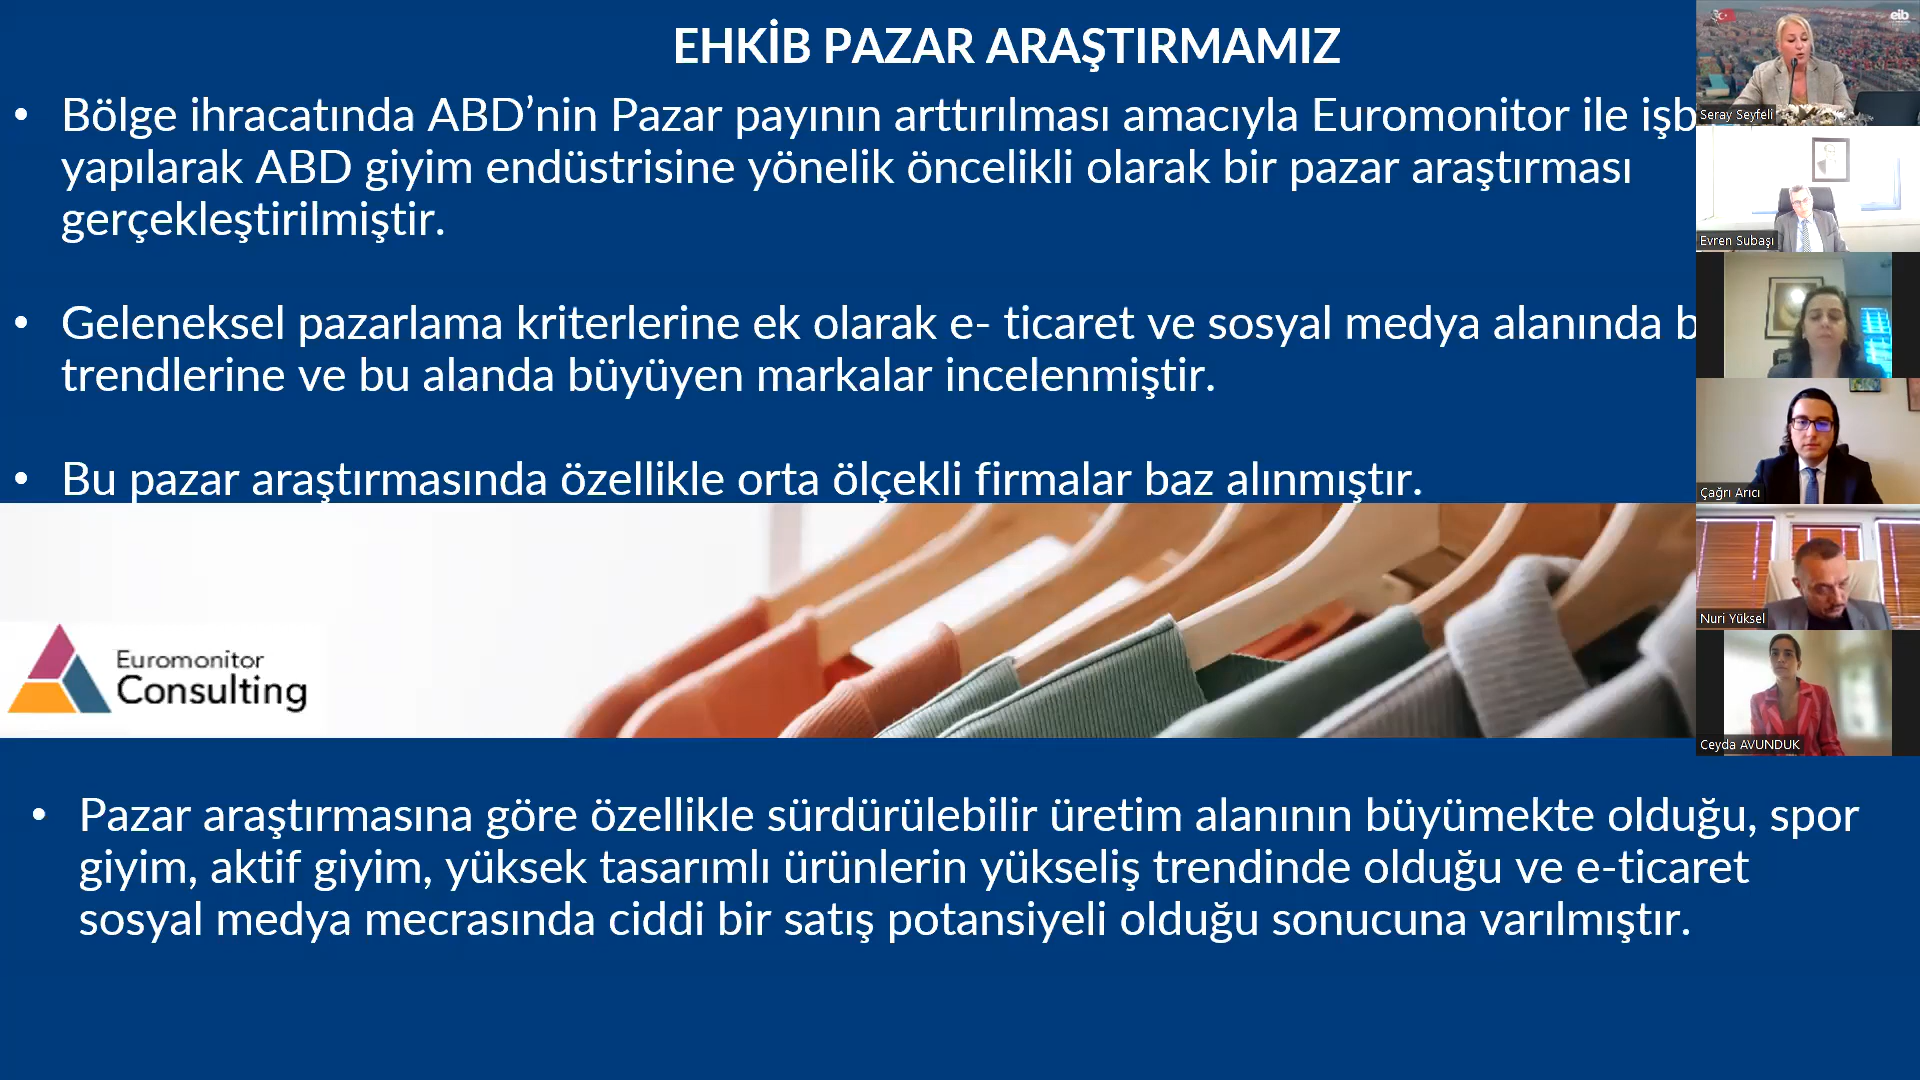 EHKİB PAZAR ARAŞTIRMAMIZ
• Bölge ihracatında ABD’nin Pazar payının arttırılması amacıyla Euromonitor ile
yapılarak ABD giyim endüstrisine yönelik öncelikli olarak bir pazar araştırması
gerçekleştirilmiştir.
• Geleneksel pazarlama kriterlerine ek olarak e- ticaret ve sosyal medya alanında
trendlerine ve bu alanda büyüyen markalar incelenmiştir.
• Bu pazar araştırmasında özellikle orta ölçekli firmalar baz alınmıştır.
Euromonitor
Consulting
• Pazar araştırmasına göre özellikle sürdürülebilir üretim alanının büyümekte olduğu, spor
giyim, aktif giyim, yüksek tasarımlı ürünlerin yükseliş trendinde olduğu ve e-ticaret
sosyal medya mecrasında ciddi bir satış potansiyeli olduğu sonucuna varılmıştır.
eib
Seray Seyfeli
Evren Subaşı
Çağrı Arıcı
Nuri Yüksel
Ceyda AVUNDUK